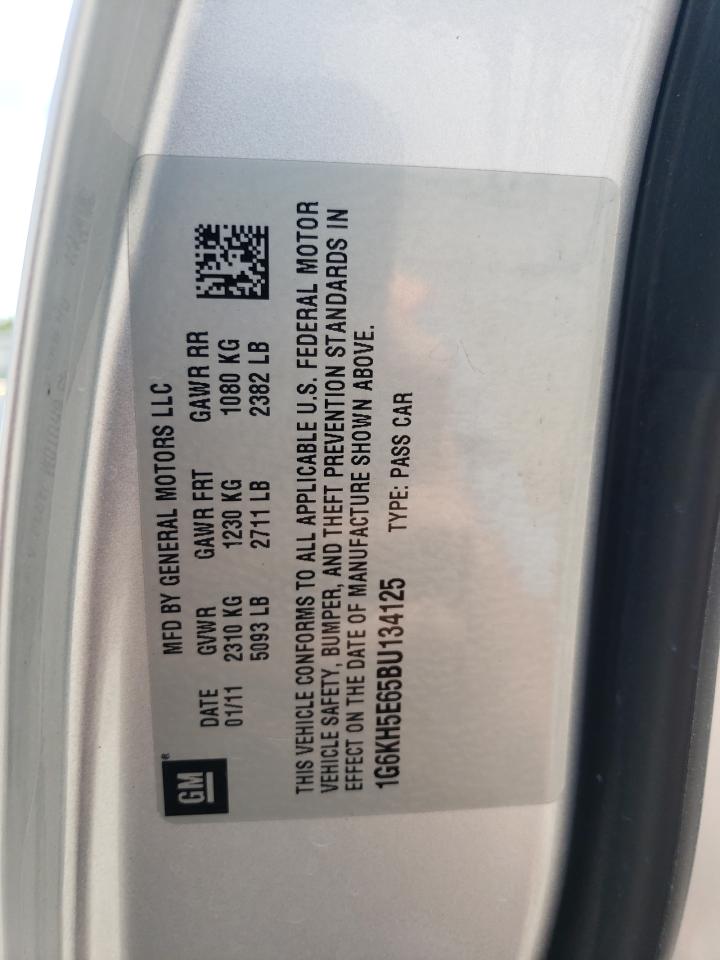 GM®
MFD BY GENERAL MOTORS LLC
DATE GVWR GAWR FRT GAWR RR
01/11 2310 KG 1230 KG 1080 KG
5093 LB 2711 LB 2382 LB
THIS VEHICLE CONFORMS TO ALL APPLICABLE U.S. FEDERAL MOTOR
VEHICLE SAFETY, BUMPER, AND THEFT PREVENTION STANDARDS IN
EFFECT ON THE DATE OF MANUFACTURE SHOWN ABOVE.
1G6KH5E65BU134125 TYPE: PASS CAR